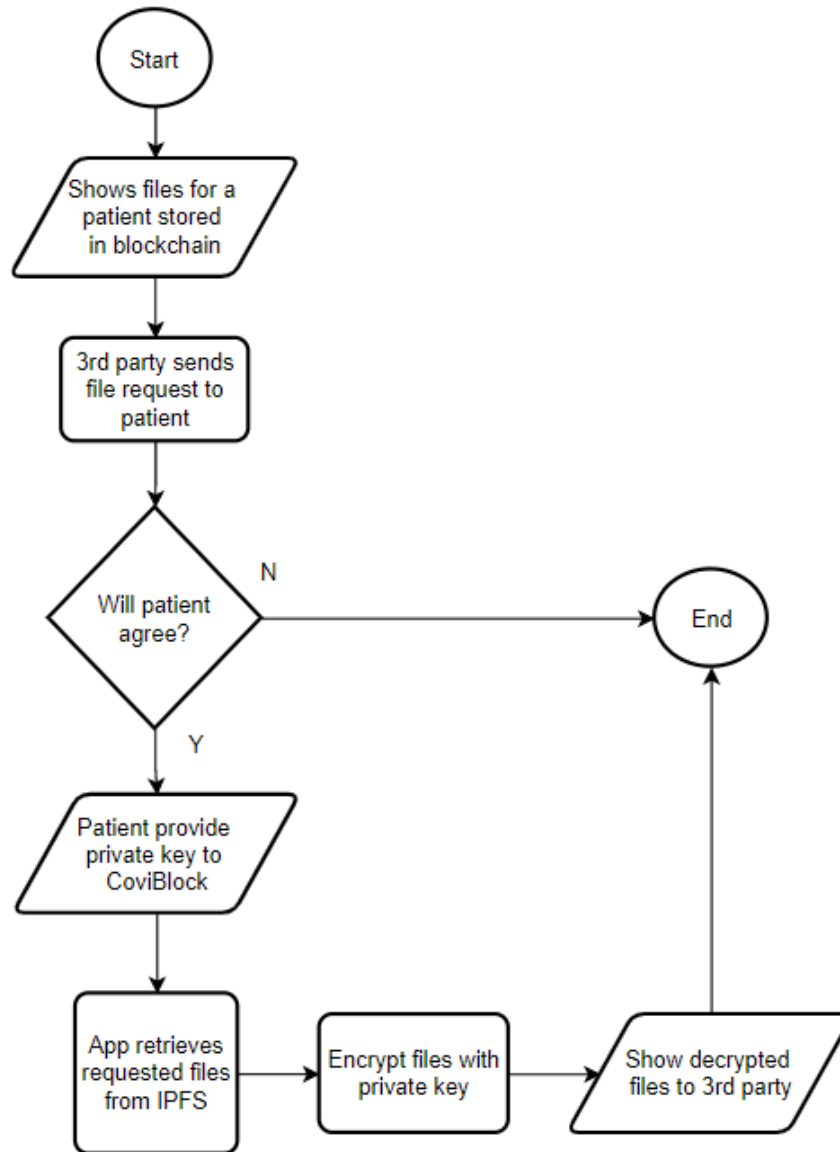 Start
Shows files for a
patient stored
in blockchain
3rd party sends
file request to
patient
Will patient
agree?
N
End
Y
Patient provide
private key to
CoviBlock
App retrieves
requested files
from IPFS
Encrypt files with
private key
Show decrypted
files to 3rd party